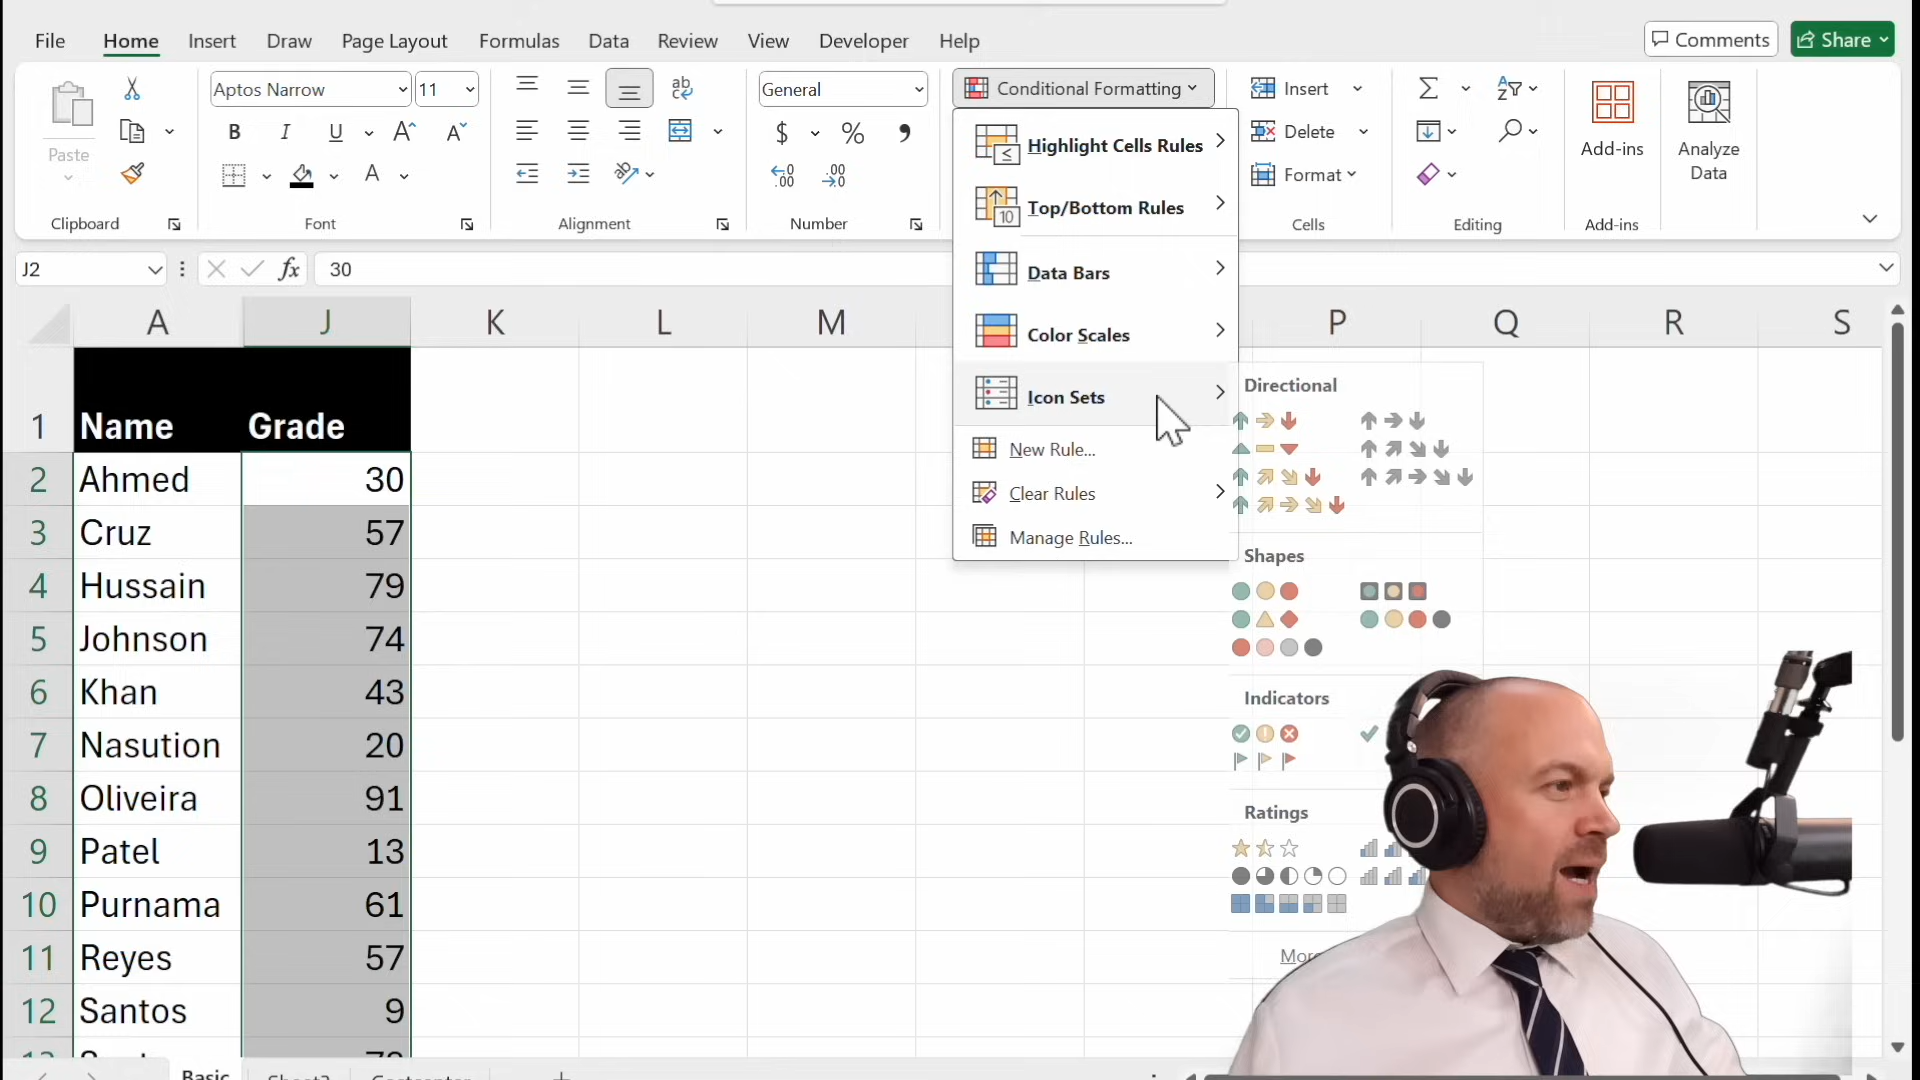 File Home Insert Draw Page Layout Formulas Data Review View Developer Help Comments Share
Aptos Narrow 11 General Conditional Formatting Insert Σ
Paste B I U A A $ % Delete Add-ins Analyze Data
A Format
Clipboard Font Alignment Number Cells Editing Add-ins
J2 fx 30
Highlight Cells Rules
Top/Bottom Rules
Data Bars
Color Scales
Icon Sets
New Rule...
Clear Rules
Manage Rules...
Directional
Shapes
Indicators
Ratings
A J K L M P Q R S
1 Name Grade
2 Ahmed 30
3 Cruz 57
4 Hussain 79
5 Johnson 74
6 Khan 43
7 Nasution 20
8 Oliveira 91
9 Patel 13
10 Purnama 61
11 Reyes 57
12 Santos 9
Basic